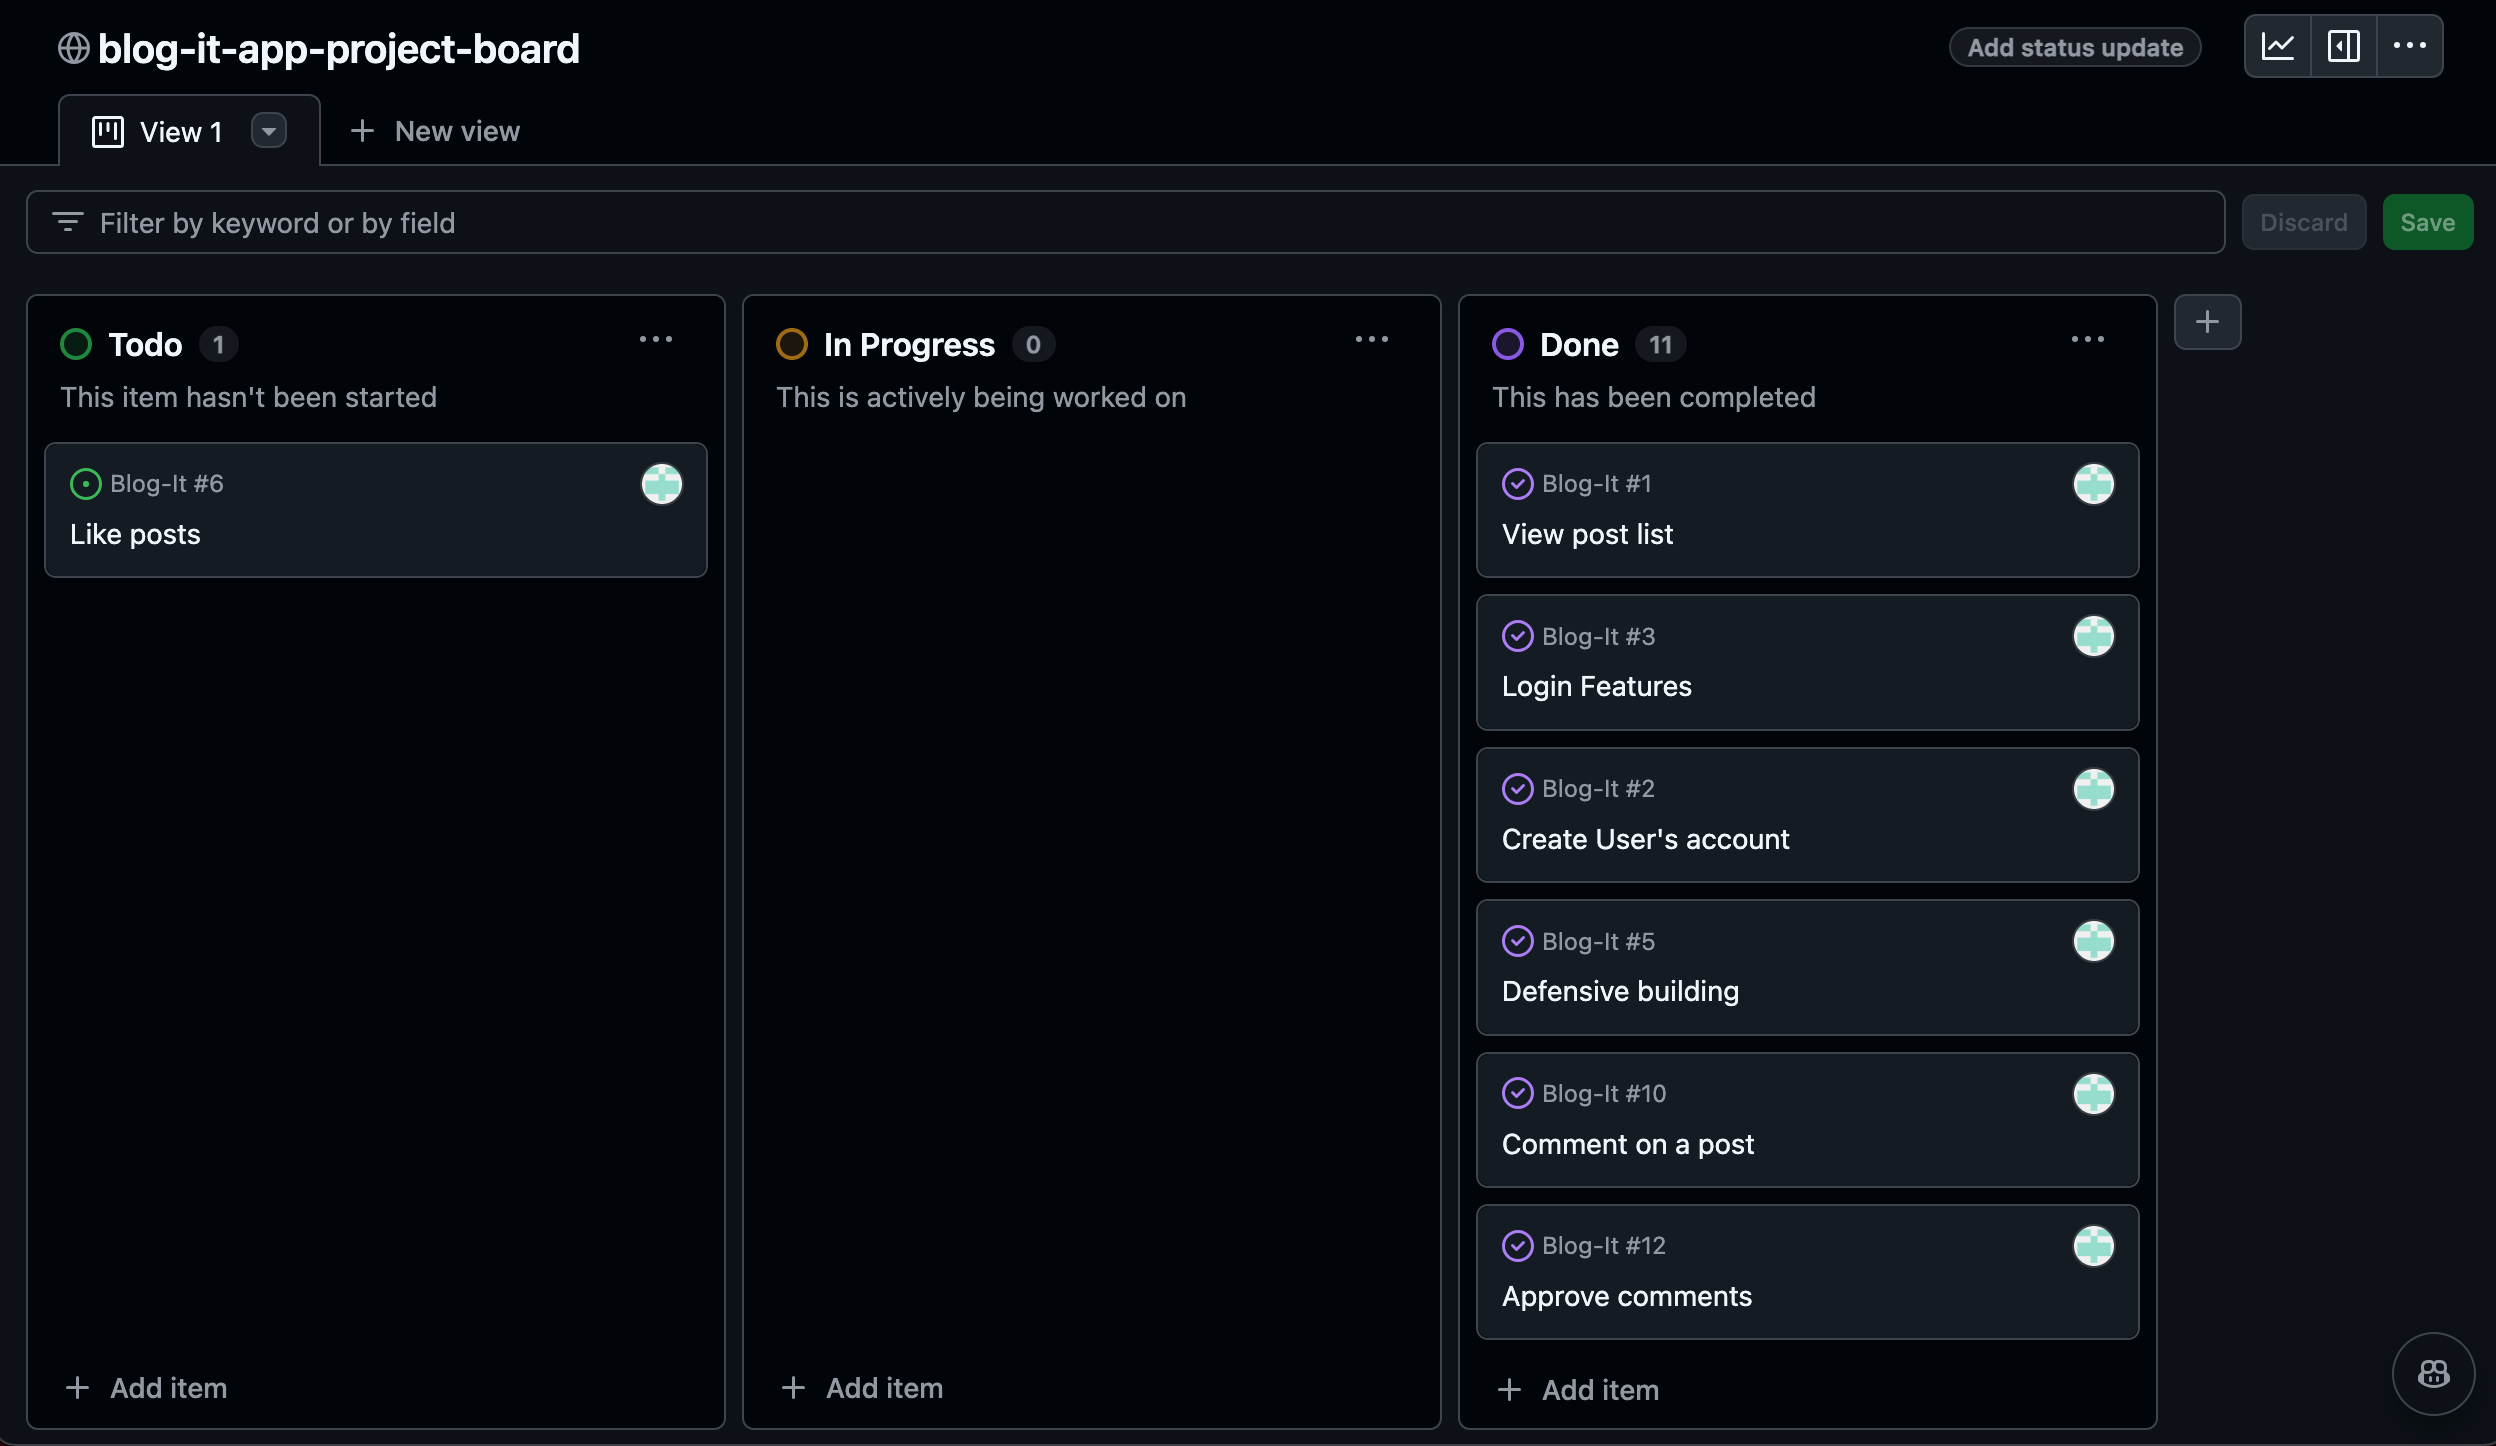 blog-it-app-project-board
Add status update
View 1
New view
Filter by keyword or by field
Discard
Save
Todo 1
This item hasn't been started
Blog-It #6
Like posts
Add item
In Progress 0
This is actively being worked on
Add item
Done 11
This has been completed
Blog-It #1
View post list
Blog-It #3
Login Features
Blog-It #2
Create User's account
Blog-It #5
Defensive building
Blog-It #10
Comment on a post
Blog-It #12
Approve comments
Add item